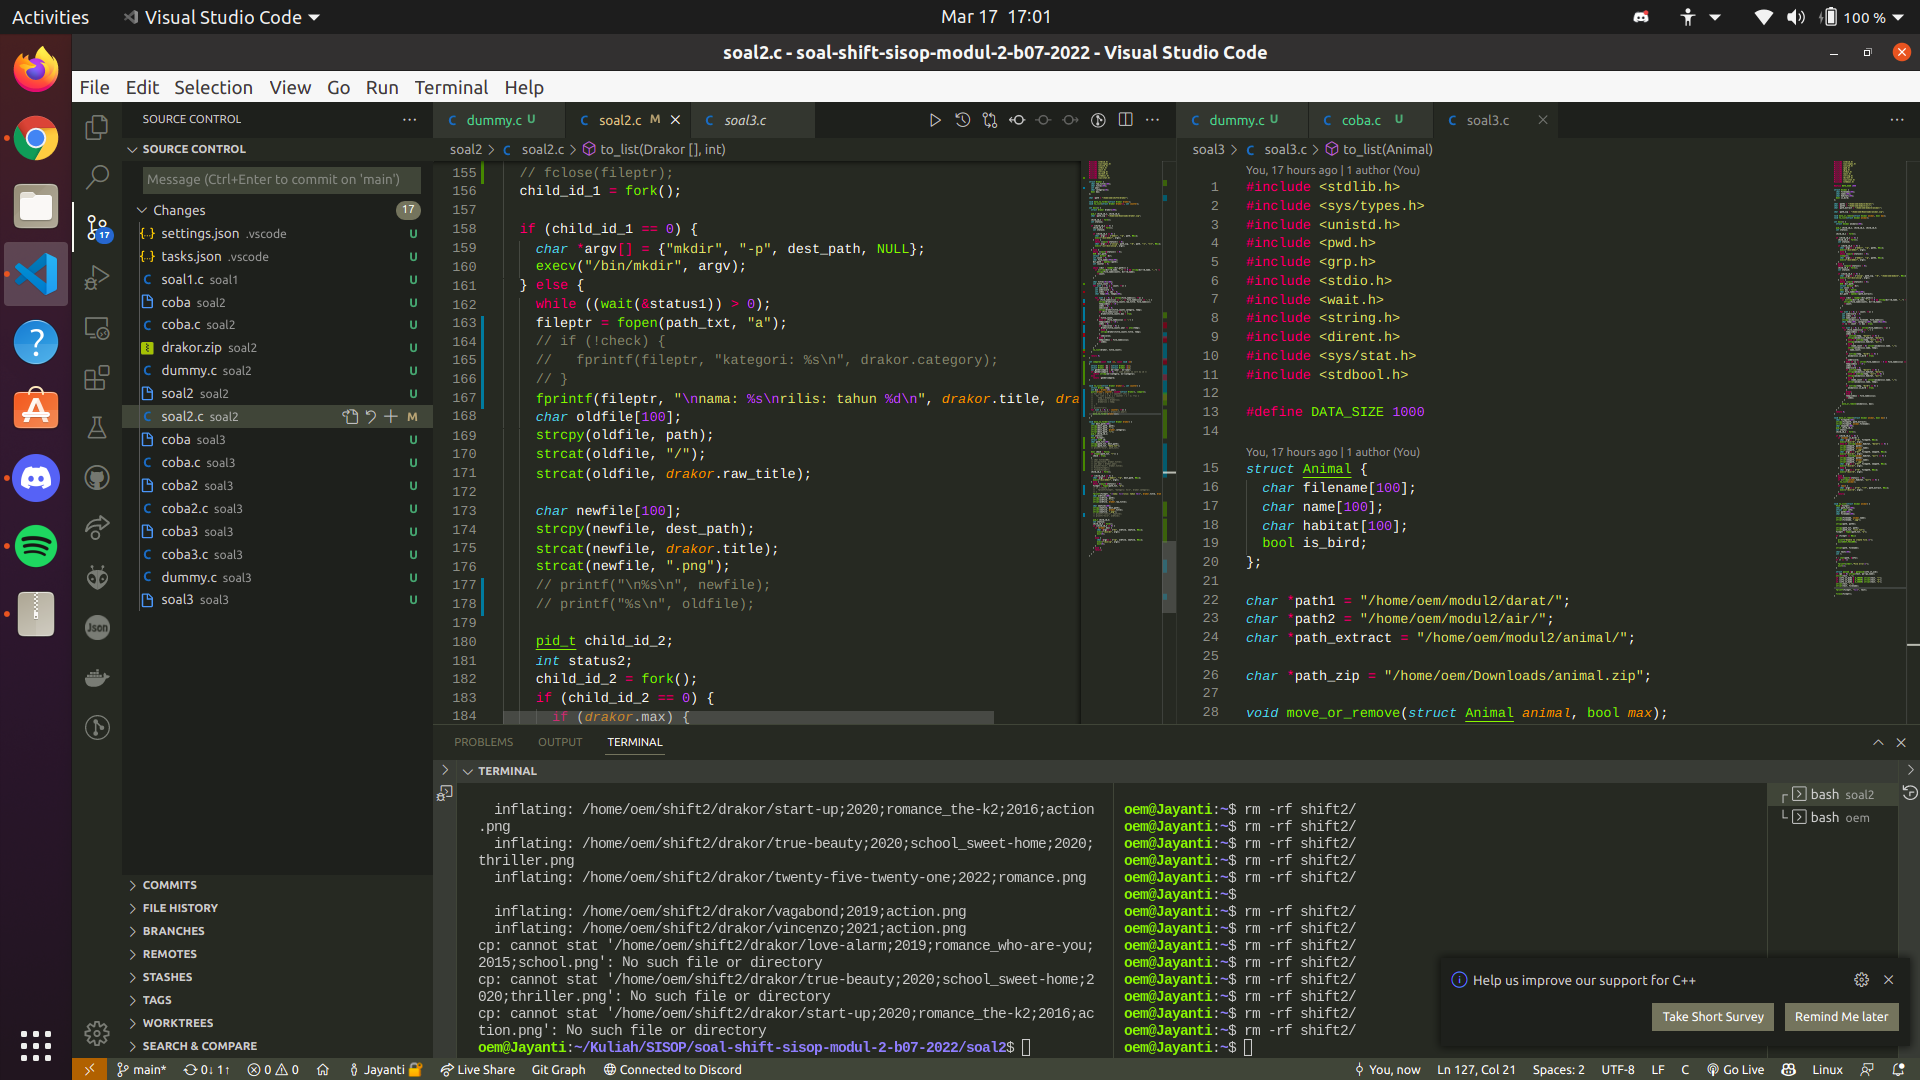 Activities
Visual Studio Code
Mar 17 17:01
100 %
soal2.c - soal-shift-sisop-modul-2-b07-2022 - Visual Studio Code
File Edit Selection View Go Run Terminal Help
SOURCE CONTROL
SOURCE CONTROL
Message (Ctrl+Enter to commit on 'main')
Changes 17
settings.json .vscode U
tasks.json .vscode U
soal1.c soal1 U
coba soal2 U
coba.c soal2 U
drakor.zip soal2 U
dummy.c soal2 U
soal2 soal2 U
soal2.c soal2 M
coba soal3 U
coba.c soal3 U
coba2 soal3 U
coba2.c soal3 U
coba3 soal3 U
coba3.c soal3 U
dummy.c soal3 U
soal3 soal3 U
COMMITS
FILE HISTORY
BRANCHES
REMOTES
STASHES
TAGS
WORKTREES
SEARCH & COMPARE
17
Json
dummy.c U
soal2.c M
soal3.c
soal2 > C soal2.c > to_list(Drakor [], int)
155 // fclose(fileptr);
156 child_id_1 = fork();
157
158 if (child_id_1 == 0) {
159 char *argv[] = {"mkdir", "-p", dest_path, NULL};
160 execv("/bin/mkdir", argv);
161 } else {
162 while ((wait(&status1)) > 0);
163 fileptr = fopen(path_txt, "a");
164 // if (!check) {
165 //   fprintf(fileptr, "kategori: %s\n", drakor.category);
166 // }
167 fprintf(fileptr, "\nnama: %s\nrilis: tahun %d\n", drakor.title, dra
168 char oldfile[100];
169 strcpy(oldfile, path);
170 strcat(oldfile, "/");
171 strcat(oldfile, drakor.raw_title);
172
173 char newfile[100];
174 strcpy(newfile, dest_path);
175 strcat(newfile, drakor.title);
176 strcat(newfile, ".png");
177 // printf("\n%s\n", newfile);
178 // printf("%s\n", oldfile);
179
180 pid_t child_id_2;
181 int status2;
182 child_id_2 = fork();
183 if (child_id_2 == 0) {
184 if (drakor.max) {
dummy.c U
coba.c U
soal3.c
soal3 > C soal3.c > to_list(Animal)
You, 17 hours ago | 1 author (You)
1 #include <stdlib.h>
2 #include <sys/types.h>
3 #include <unistd.h>
4 #include <pwd.h>
5 #include <grp.h>
6 #include <stdio.h>
7 #include <wait.h>
8 #include <string.h>
9 #include <dirent.h>
10 #include <sys/stat.h>
11 #include <stdbool.h>
12
13 #define DATA_SIZE 1000
14
You, 17 hours ago | 1 author (You)
15 struct Animal {
16 char filename[100];
17 char name[100];
18 char habitat[100];
19 bool is_bird;
20 };
21
22 char *path1 = "/home/oem/modul2/darat/";
23 char *path2 = "/home/oem/modul2/air/";
24 char *path_extract = "/home/oem/modul2/animal/";
25
26 char *path_zip = "/home/oem/Downloads/animal.zip";
27
28 void move_or_remove(struct Animal animal, bool max);
PROBLEMS OUTPUT TERMINAL
TERMINAL
inflating: /home/oem/shift2/drakor/start-up;2020;romance_the-k2;2016;action
.png
inflating: /home/oem/shift2/drakor/true-beauty;2020;school_sweet-home;2020;
thriller.png
inflating: /home/oem/shift2/drakor/twenty-five-twenty-one;2022;romance.png
inflating: /home/oem/shift2/drakor/vagabond;2019;action.png
inflating: /home/oem/shift2/drakor/vincenzo;2021;action.png
cp: cannot stat '/home/oem/shift2/drakor/love-alarm;2019;romance_who-are-you;
2015;school.png': No such file or directory
cp: cannot stat '/home/oem/shift2/drakor/true-beauty;2020;school_sweet-home;2
020;thriller.png': No such file or directory
cp: cannot stat '/home/oem/shift2/drakor/start-up;2020;romance_the-k2;2016;ac
tion.png': No such file or directory
oem@Jayanti:~/Kuliah/SISOP/soal-shift-sisop-modul-2-b07-2022/soal2$
oem@Jayanti:~$ rm -rf shift2/
oem@Jayanti:~$ rm -rf shift2/
oem@Jayanti:~$ rm -rf shift2/
oem@Jayanti:~$ rm -rf shift2/
oem@Jayanti:~$ rm -rf shift2/
oem@Jayanti:~$
oem@Jayanti:~$ rm -rf shift2/
oem@Jayanti:~$ rm -rf shift2/
oem@Jayanti:~$ rm -rf shift2/
oem@Jayanti:~$ rm -rf shift2/
oem@Jayanti:~$ rm -rf shift2/
oem@Jayanti:~$ rm -rf shift2/
oem@Jayanti:~$ rm -rf shift2/
oem@Jayanti:~$ rm -rf shift2/
oem@Jayanti:~$
bash soal2
bash oem
Help us improve our support for C++
Take Short Survey
Remind Me later
main* 0↓ 1↑ 0 0 Jayanti Live Share Git Graph Connected to Discord
You, now Ln 127, Col 21 Spaces: 2 UTF-8 LF C Go Live Linux